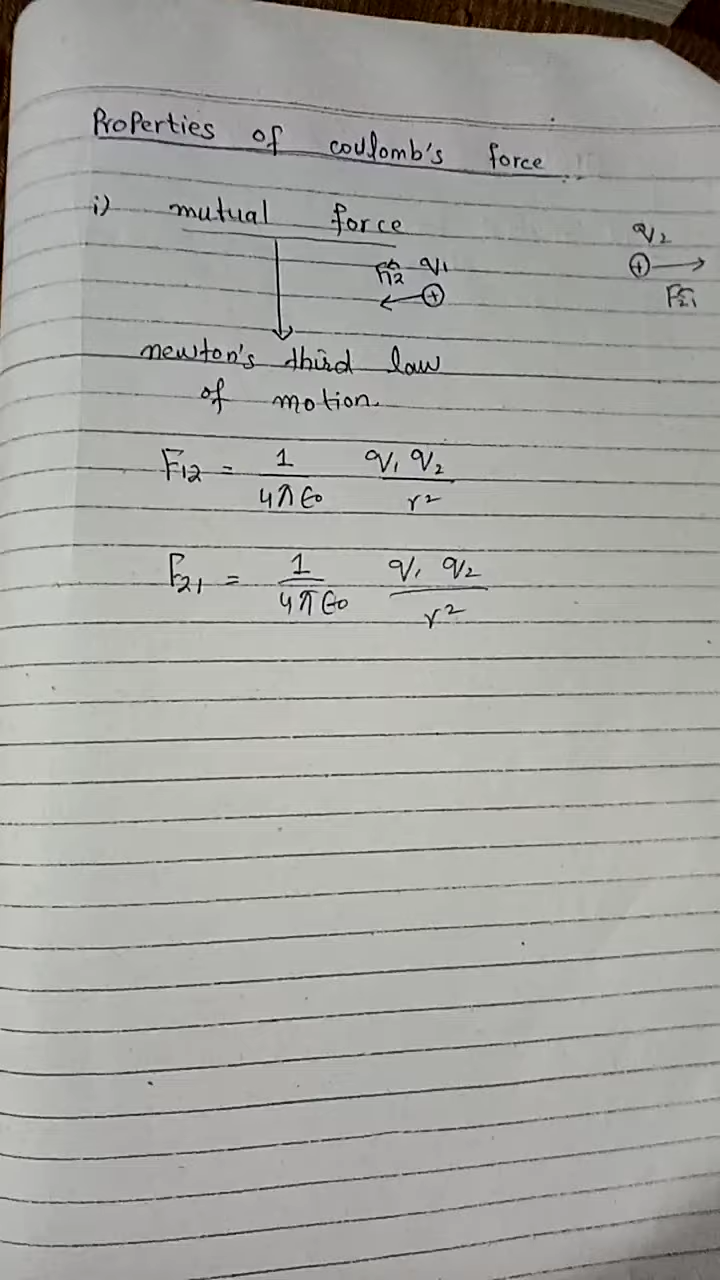 Properties of coulomb's force
i) mutual force
q₂
F₁₂ q₁
F₂₁
newton's third law
of motion.
F₁₂ = 1/4πε₀ q₁ q₂/r²
F₂₁ = 1/4πε₀ q₁ q₂/r²